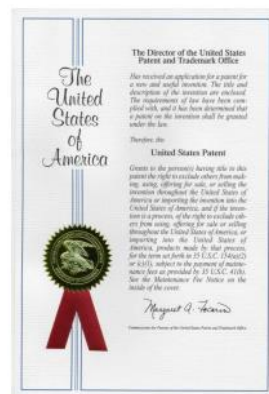 The
United
States
of
America
The Director of the United States
Patent and Trademark Office
Has received an application for a patent for
a new and useful invention. The title and
description of the invention are enclosed.
The requirements of law have been com-
plied with, and it has been determined that
a patent on the invention shall be granted
under the law.
Therefore, this
United States Patent
Grants to the person(s) having title to this
patent the right to exclude others from mak-
ing, using, offering for sale, or selling the
invention throughout the United States of
America or importing the invention into the
United States of America, and if the inven-
tion is a process, of the right to exclude oth-
ers from using, offering for sale or selling
throughout the United States of America, or
importing into the United States of
America, products made by that process,
for the term set forth in 35 U.S.C. 154(a)(2)
or (c)(1), subject to the payment of mainte-
nance fees as provided by 35 U.S.C. 41(b).
See the Maintenance Fee Notice on the
inside of the cover.